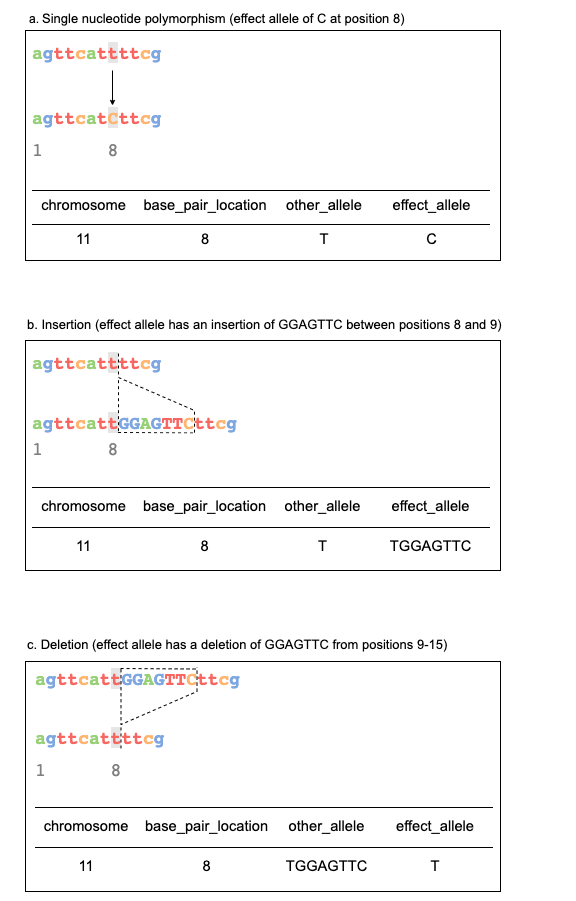 a. Single nucleotide polymorphism (effect allele of C at position 8)
agttcattttcg
agttcatCttcg
1 8
chromosome base_pair_location other_allele effect_allele
11 8 T C
b. Insertion (effect allele has an insertion of GGAGTTC between positions 8 and 9)
agttcattttcg
agttcattGGAGTTCttcg
1 8
chromosome base_pair_location other_allele effect_allele
11 8 T TGGAGTTC
c. Deletion (effect allele has a deletion of GGAGTTC from positions 9-15)
agttcattGGAGTTCttcg
agttcattttcg
1 8
chromosome base_pair_location other_allele effect_allele
11 8 TGGAGTTC T